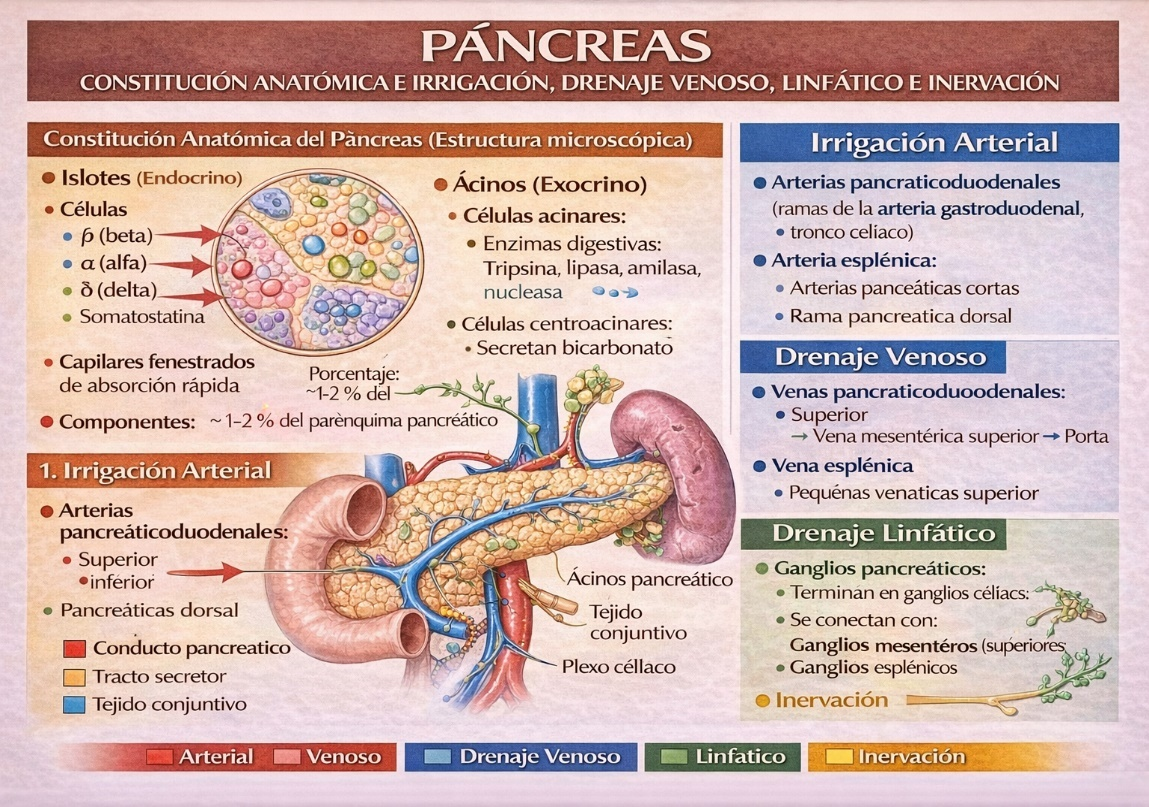 PÁNCREAS
CONSTITUCIÓN ANATÓMICA E IRRIGACIÓN, DRENAJE VENOSO, LINFÁTICO E INERVACIÓN
Constitución Anatómica del Pàncreas (Estructura microscópica)
Islotes (Endocrino)
Células
β (beta)
α (alfa)
δ (delta)
Somatostatina
Capilares fenestrados
de absorción rápida
Porcentaje:
~1-2 % del
Componentes: ~ 1–2 % del parènquima pancréático
Ácinos (Exocrino)
Células acinares:
Enzimas digestivas:
Tripsina, lipasa, amilasa,
nucleasa
Células centroacinares:
Secretan bicarbonato
1. Irrigación Arterial
Arterias
pancreáticoduodenales:
Superior
inferior
Pancreáticas dorsal
Conducto pancreatico
Tracto secretor
Tejido conjuntivo
Ácinos pancreático
Tejido
conjuntivo
Plexo céllaco
Irrigación Arterial
Arterias pancraticoduodenales
(ramas de la arteria gastroduodenal,
tronco celíaco)
Arteria esplénica:
Arterias panceáticas cortas
Rama pancreatica dorsal
Drenaje Venoso
Venas pancraticoduoodenales:
Superior
→ Vena mesentérica superior → Porta
Vena esplénica
Pequénas venaticas superior
Drenaje Linfático
Ganglios pancreáticos:
Terminan en ganglios céliacs:
Se conectan con:
Ganglios mesentéros (superiores
Ganglios esplénicos
Inervación
Arterial
Venoso
Drenaje Venoso
Linfatico
Inervación